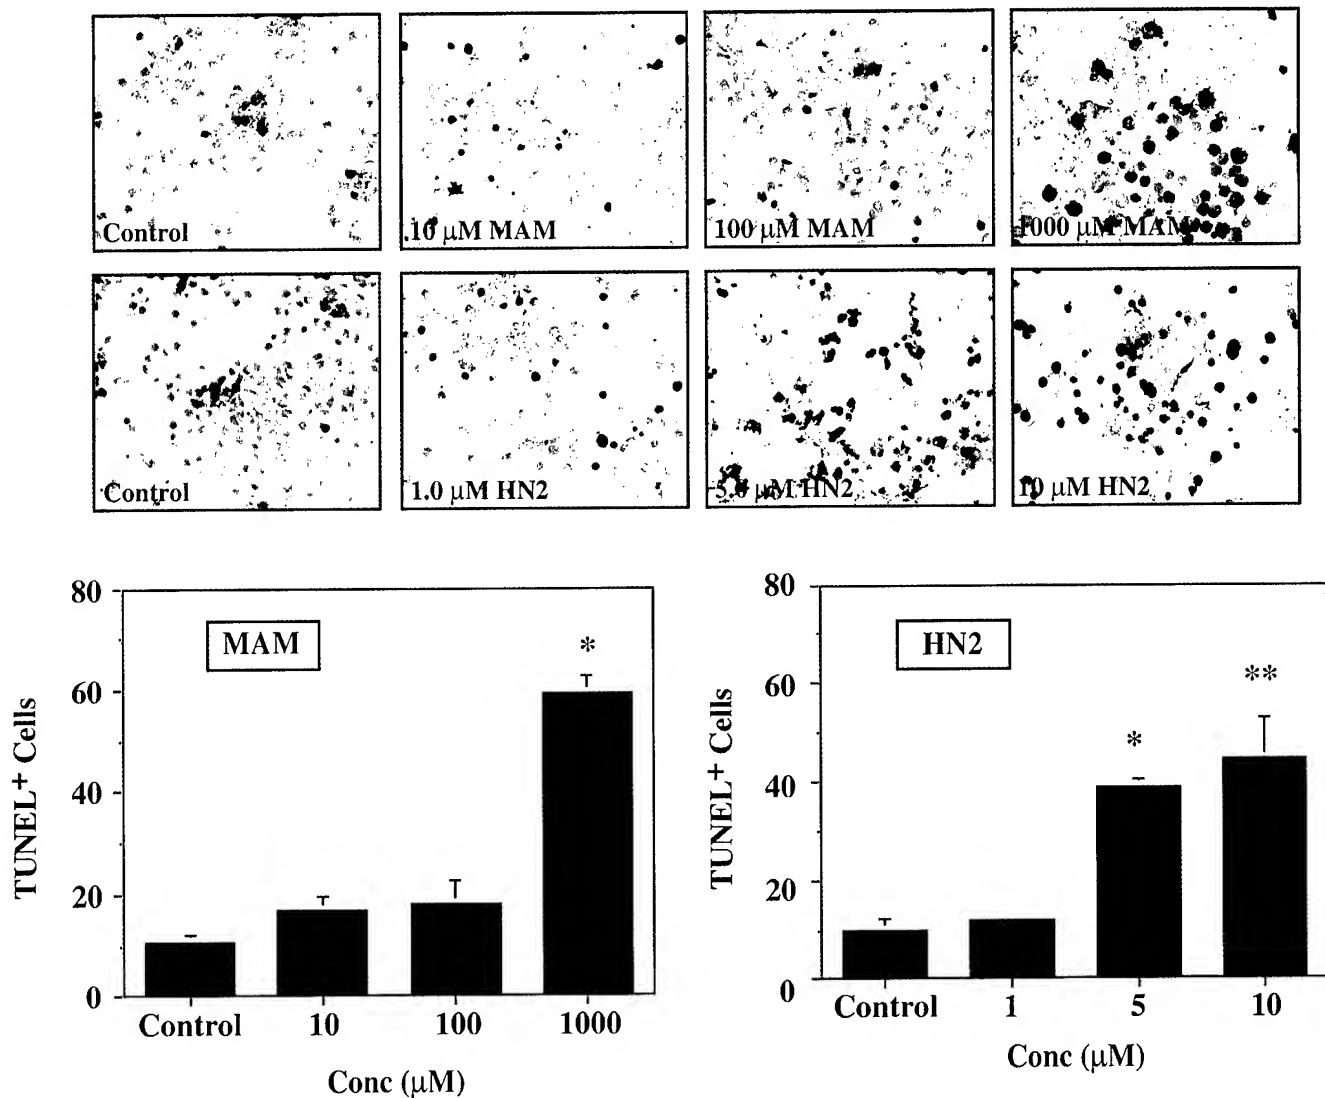 Control
10 μM MAM
100 μM MAM
1000 μM MAM
Control
1.0 μM HN2
5.0 μM HN2
10 μM HN2
80
MAM
*
60
TUNEL+ Cells
40
20
0
Control 10 100 1000
Conc (μM)
80
HN2
**
60
*
TUNEL+ Cells
40
20
0
Control 1 5 10
Conc (μM)